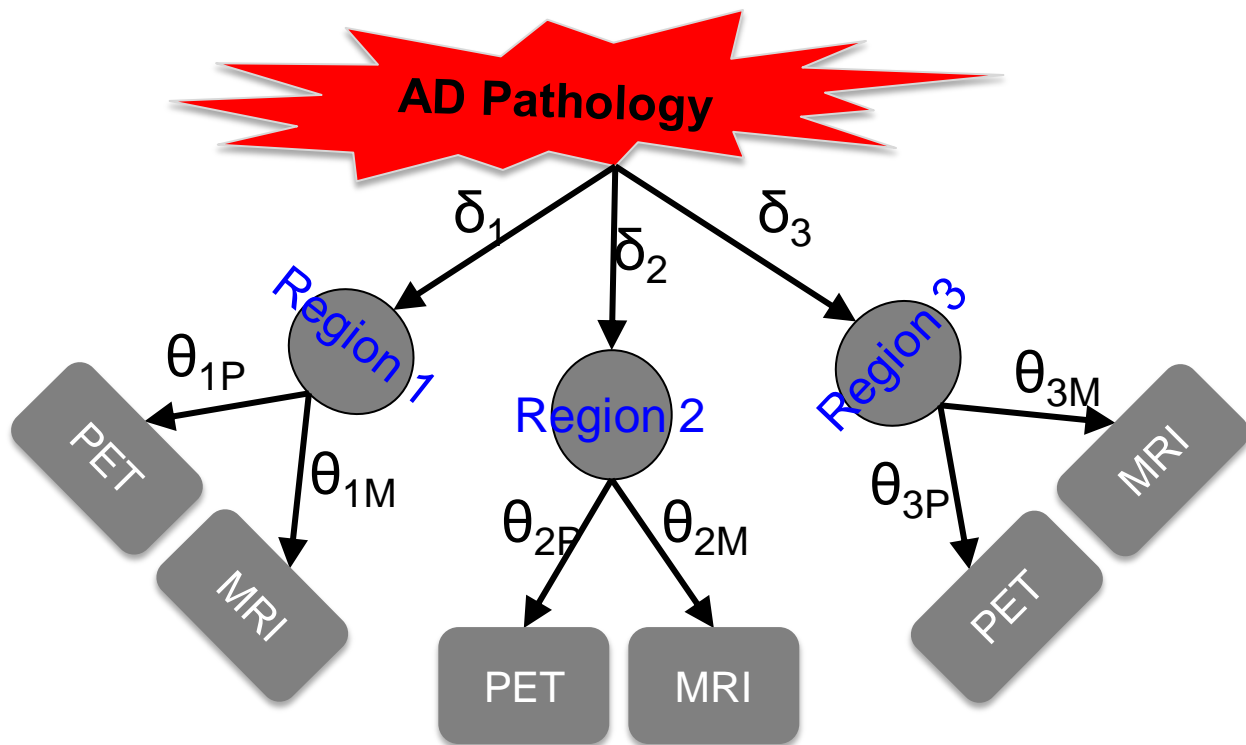 AD Pathology
δ₁
δ₂
δ₃
Region 1
Region 2
Region 3
θ₁P
θ₁M
θ₂P
θ₂M
θ₃M
θ₃P
PET
MRI
PET
MRI
PET
MRI